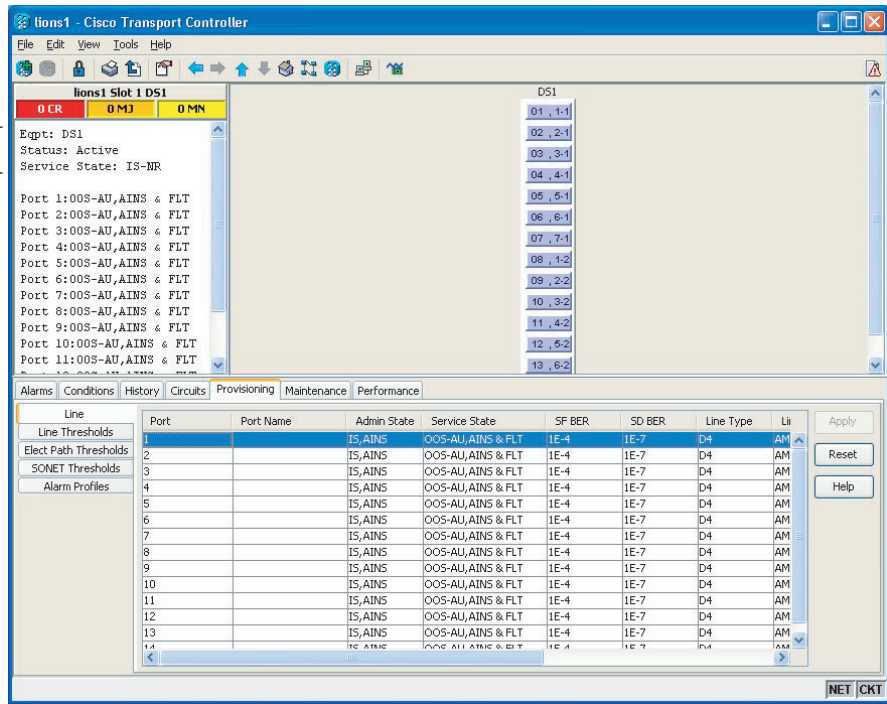 lions1 - Cisco Transport Controller
File Edit View Tools Help
lions1 Slot 1 DS1
0 CR 0 MJ 0 MN
Eqpt: DS1
Status: Active
Service State: IS-NR
Port 1:OOS-AU,AINS & FLT
Port 2:OOS-AU,AINS & FLT
Port 3:OOS-AU,AINS & FLT
Port 4:OOS-AU,AINS & FLT
Port 5:OOS-AU,AINS & FLT
Port 6:OOS-AU,AINS & FLT
Port 7:OOS-AU,AINS & FLT
Port 8:OOS-AU,AINS & FLT
Port 9:OOS-AU,AINS & FLT
Port 10:OOS-AU,AINS & FLT
Port 11:OOS-AU,AINS & FLT
DS1
01 ,1-1
02 ,2-1
03 ,3-1
04 ,4-1
05 ,5-1
06 ,6-1
07 ,7-1
08 ,1-2
09 ,2-2
10 ,3-2
11 ,4-2
12 ,5-2
13 ,6-2
Alarms Conditions History Circuits Provisioning Maintenance Performance
Line
Line Thresholds
Elect Path Thresholds
SONET Thresholds
Alarm Profiles
Port Port Name Admin State Service State SF BER SD BER Line Type Li
1 IS,AINS OOS-AU,AINS & FLT 1E-4 1E-7 D4 AM
2 IS,AINS OOS-AU,AINS & FLT 1E-4 1E-7 D4 AM
3 IS,AINS OOS-AU,AINS & FLT 1E-4 1E-7 D4 AM
4 IS,AINS OOS-AU,AINS & FLT 1E-4 1E-7 D4 AM
5 IS,AINS OOS-AU,AINS & FLT 1E-4 1E-7 D4 AM
6 IS,AINS OOS-AU,AINS & FLT 1E-4 1E-7 D4 AM
7 IS,AINS OOS-AU,AINS & FLT 1E-4 1E-7 D4 AM
8 IS,AINS OOS-AU,AINS & FLT 1E-4 1E-7 D4 AM
9 IS,AINS OOS-AU,AINS & FLT 1E-4 1E-7 D4 AM
10 IS,AINS OOS-AU,AINS & FLT 1E-4 1E-7 D4 AM
11 IS,AINS OOS-AU,AINS & FLT 1E-4 1E-7 D4 AM
12 IS,AINS OOS-AU,AINS & FLT 1E-4 1E-7 D4 AM
13 IS,AINS OOS-AU,AINS & FLT 1E-4 1E-7 D4 AM
Apply
Reset
Help
NET CKT